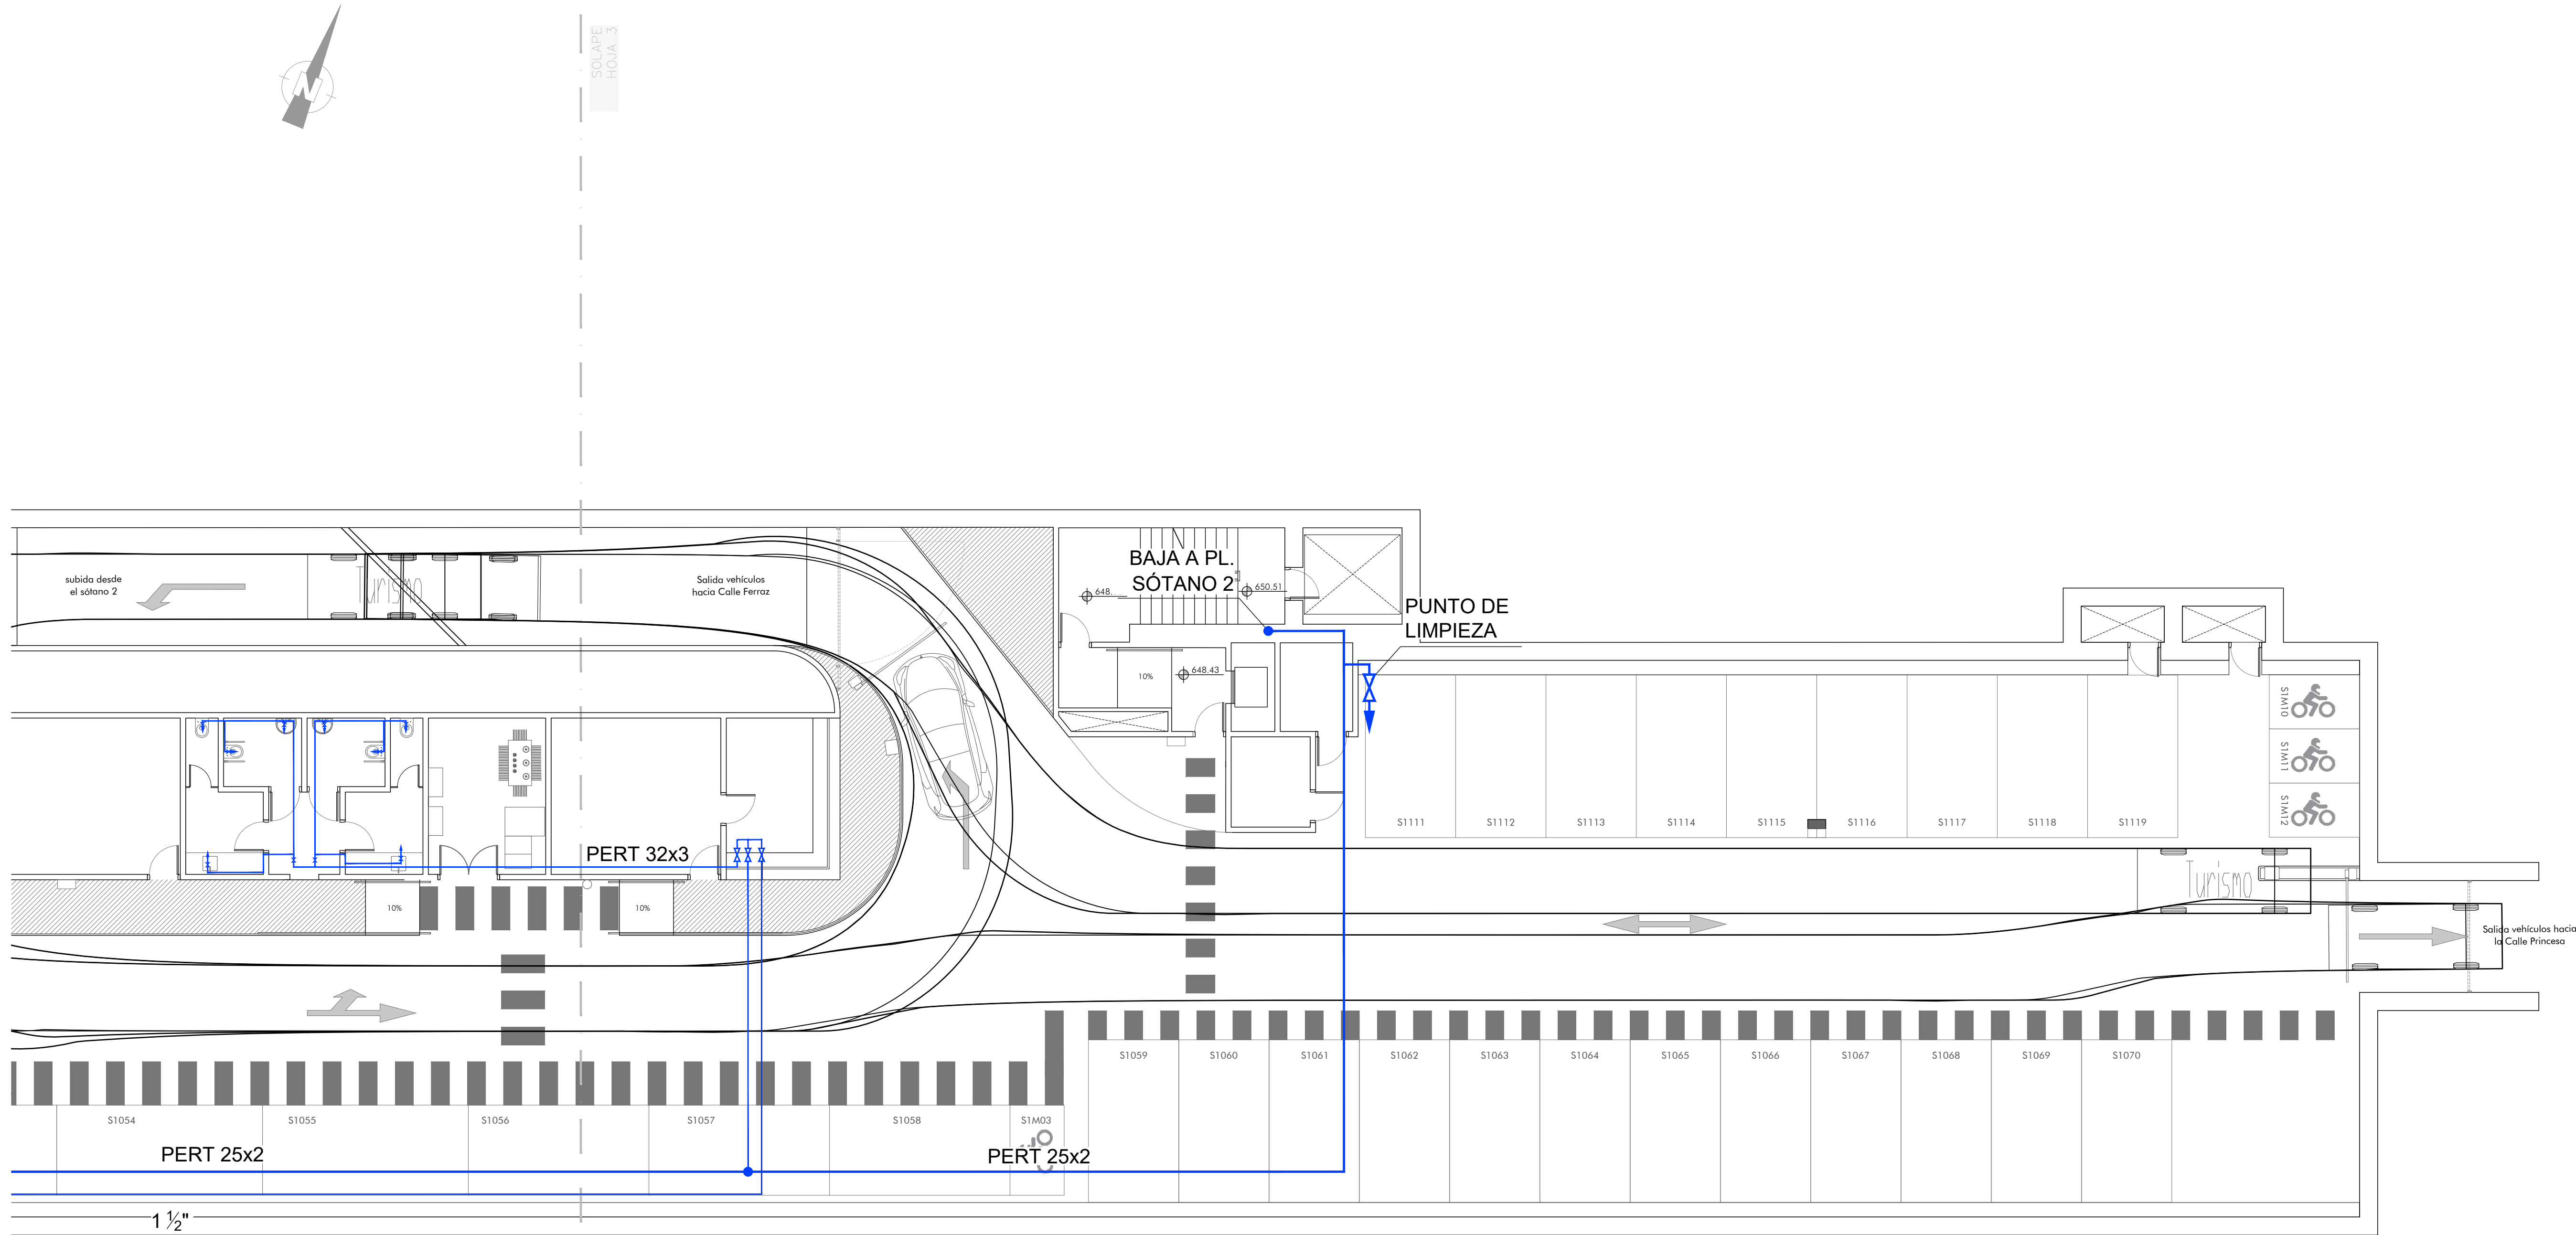 SOLAPE
HOJA 3
N
subida desde
el sótano 2
Turismo
Salida vehículos
hacia Calle Ferraz
BAJA A PL.
SÓTANO 2
648.
650.51
PUNTO DE
LIMPIEZA
10%
648.43
S1M10
S1M11
S1M12
S1111
S1112
S1113
S1114
S1115
S1116
S1117
S1118
S1119
PERT 32x3
10%
10%
Turismo
Salida vehículos hacia
la Calle Princesa
S1059
S1060
S1061
S1062
S1063
S1064
S1065
S1066
S1067
S1068
S1069
S1070
S1054
S1055
S1056
S1057
S1058
S1M03
PERT 25x2
PERT 25x2
1 ½"